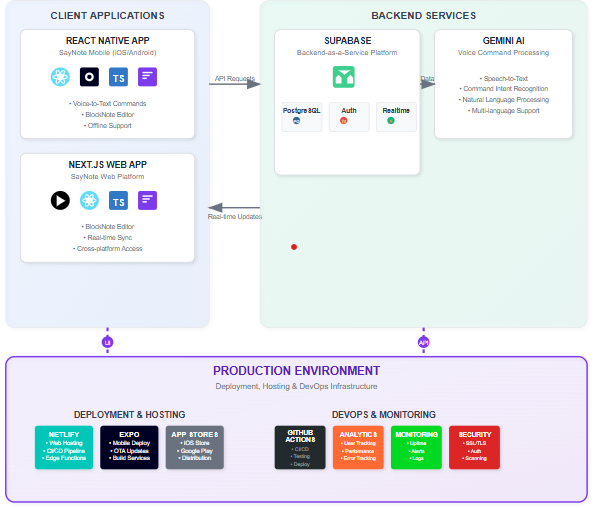 CLIENT APPLICATIONS
REACT NATIVE APP
SayNote Mobile (iOS/Android)
TS
• Voice-to-Text Commands
• BlockNote Editor
• Offline Support
NEXT.JS WEB APP
SayNote Web Platform
TS
• BlockNote Editor
• Real-time Sync
• Cross-platform Access
API Requests
Real-time Updates
BACKEND SERVICES
SUPABASE
Backend-as-a-Service Platform
PostgreSQL
Auth
Realtime
Data
GEMINI AI
Voice Command Processing
• Speech-to-Text
• Command Intent Recognition
• Natural Language Processing
• Multi-language Support
UI
API
PRODUCTION ENVIRONMENT
Deployment, Hosting & DevOps Infrastructure
DEPLOYMENT & HOSTING
NETLIFY
• Web Hosting
• CI/CD Pipeline
• Edge Functions
EXPO
• Mobile Deploy
• OTA Updates
• Build Services
APP STORES
• iOS Store
• Google Play
• Distribution
DEVOPS & MONITORING
GITHUB
ACTIONS
• CI/CD
• Testing
• Deploy
ANALYTICS
• User Tracking
• Performance
• Error Tracking
MONITORING
• Uptime
• Alerts
• Logs
SECURITY
• SSL/TLS
• Auth
• Scanning